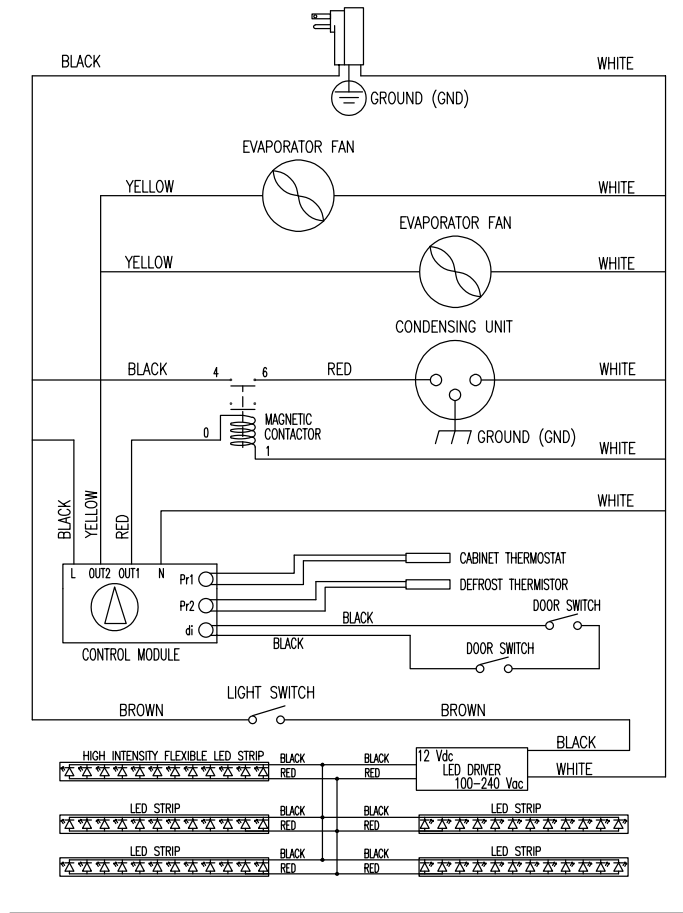 BLACK
WHITE
GROUND (GND)
EVAPORATOR FAN
YELLOW
WHITE
EVAPORATOR FAN
YELLOW
WHITE
CONDENSING UNIT
BLACK
4
6
RED
WHITE
MAGNETIC
CONTACTOR
0
1
GROUND (GND)
WHITE
WHITE
BLACK
YELLOW
RED
L OUT2 OUT1 N
Pr1
CABINET THERMOSTAT
Pr2
DEFROST THERMISTOR
di
BLACK
DOOR SWITCH
BLACK
DOOR SWITCH
CONTROL MODULE
LIGHT SWITCH
BROWN
BROWN
BLACK
HIGH INTENSITY FLEXIBLE LED STRIP
BLACK
BLACK
RED
RED
12 Vdc
LED DRIVER
100-240 Vac
WHITE
LED STRIP
BLACK
BLACK
LED STRIP
RED
RED
LED STRIP
BLACK
BLACK
LED STRIP
RED
RED